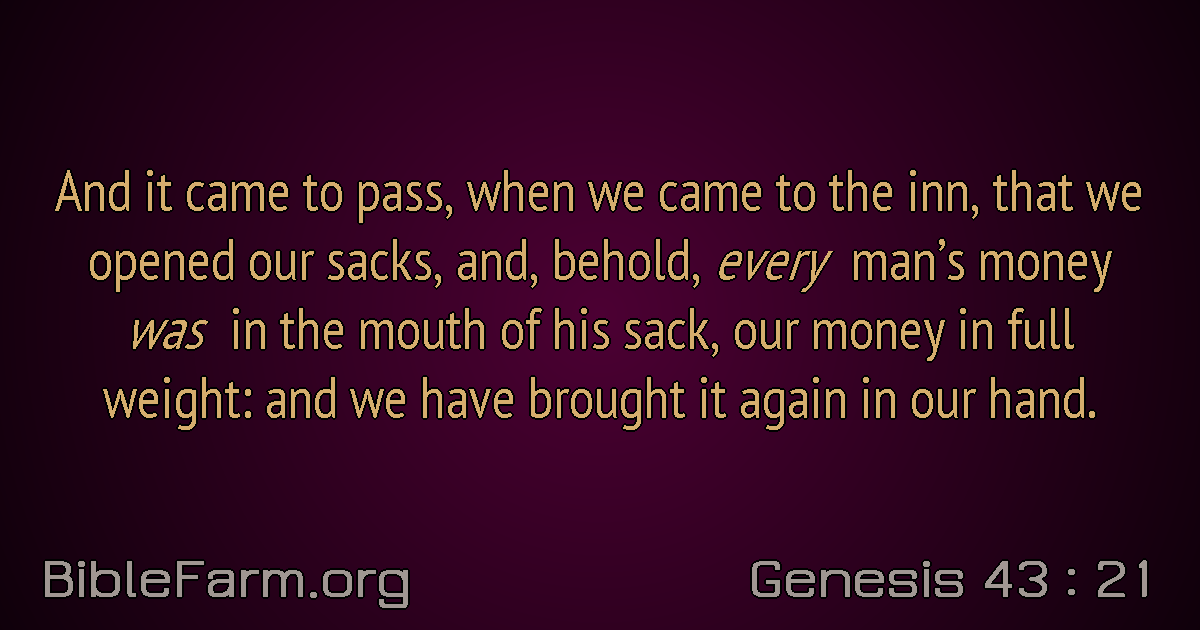 And it came to pass, when we came to the inn, that we
opened our sacks, and, behold, every man’s money
was in the mouth of his sack, our money in full
weight: and we have brought it again in our hand.
BibleFarm.org
Genesis 43 : 21